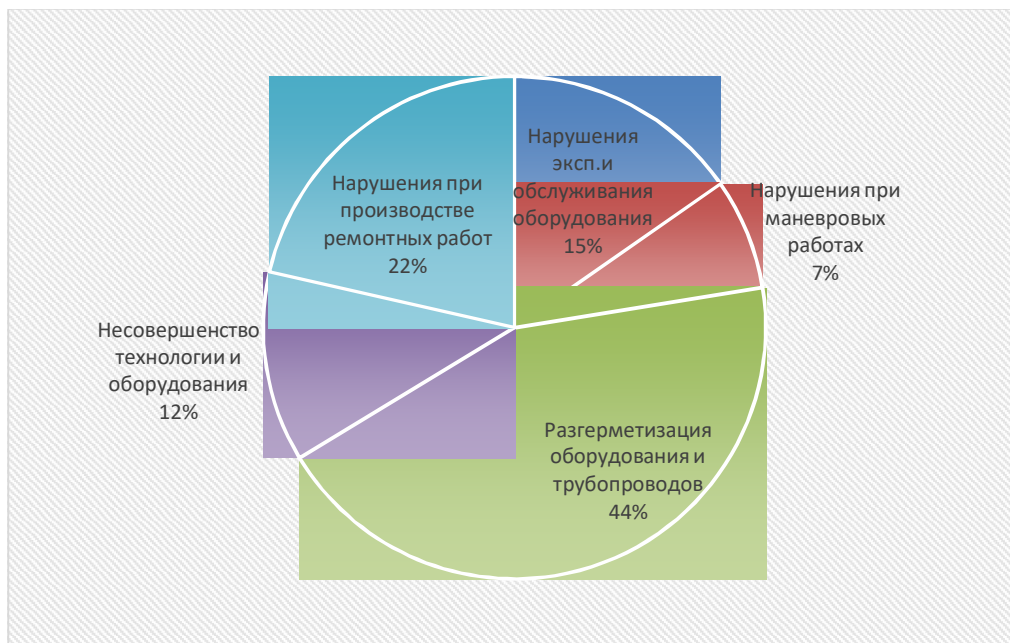 Нарушения
эксп.и
обслуживания
оборудования
15%
Нарушения при
маневровых
работах
7%
Разгерметизация
оборудования и
трубопроводов
44%
Несовершенство
технологии и
оборудования
12%
Нарушения при
производстве
ремонтных работ
22%